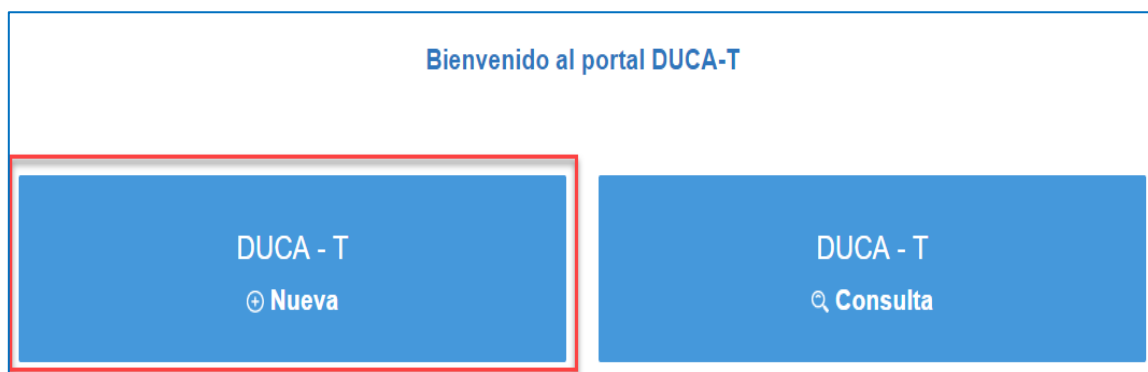 Bienvenido al portal DUCA-T
DUCA - T
Nueva
DUCA - T
Consulta